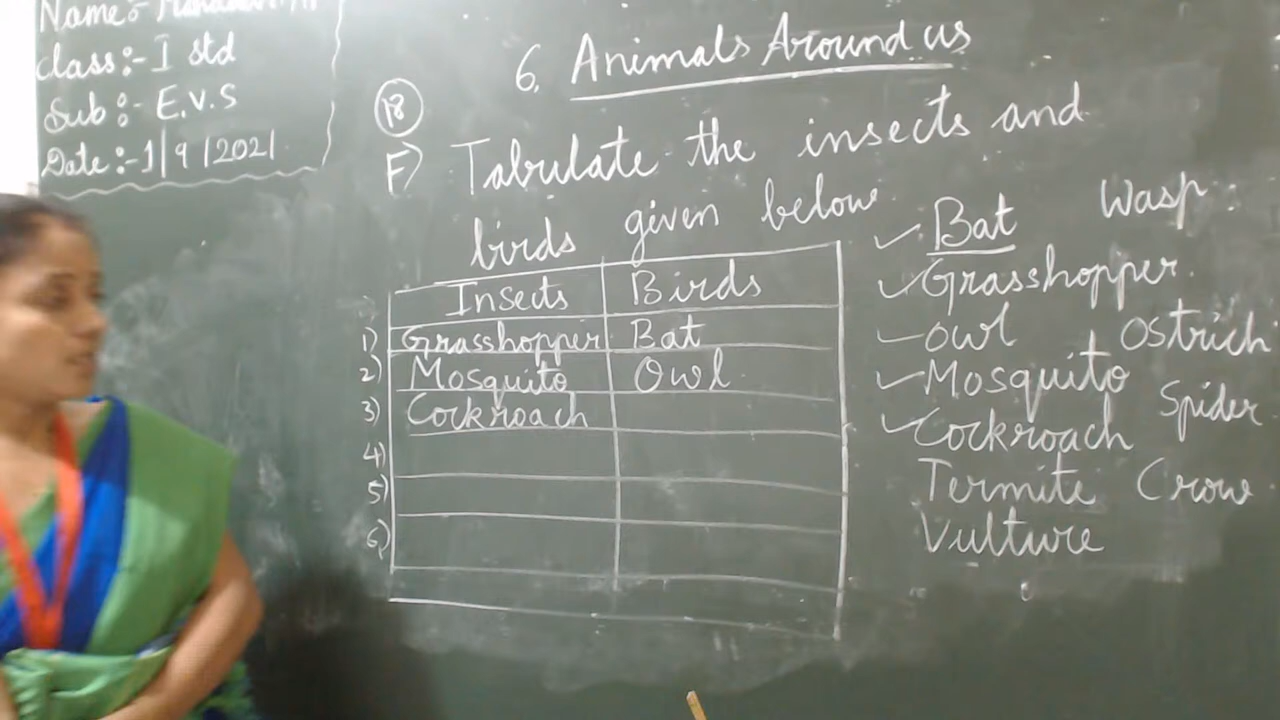 Name:-
Class:- I std
Sub:- E.V.S
Date:-1/9/2021
6. Animals Around us
18
F) Tabulate the insects and
birds given below
Insects Birds
1) Grasshopper Bat
2) Mosquito Owl
3) Cockroach
4)
5)
6)
Bat Wasp
Grasshopper
Owl Ostrich
Mosquito
Spider
Cockroach
Termite Crow
Vulture